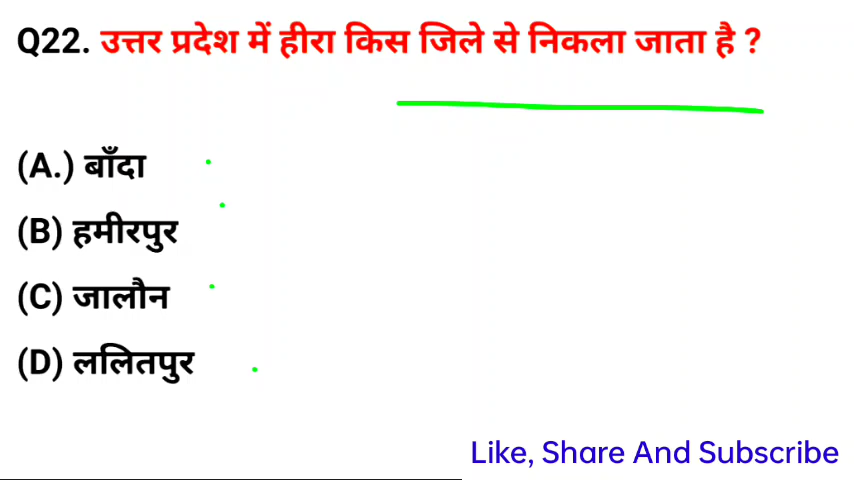 Q22. उत्तर प्रदेश में हीरा किस जिले से निकला जाता है ?
(A.) बाँदा
(B) हमीरपुर
(C) जालौन
(D) ललितपुर
Like, Share And Subscribe